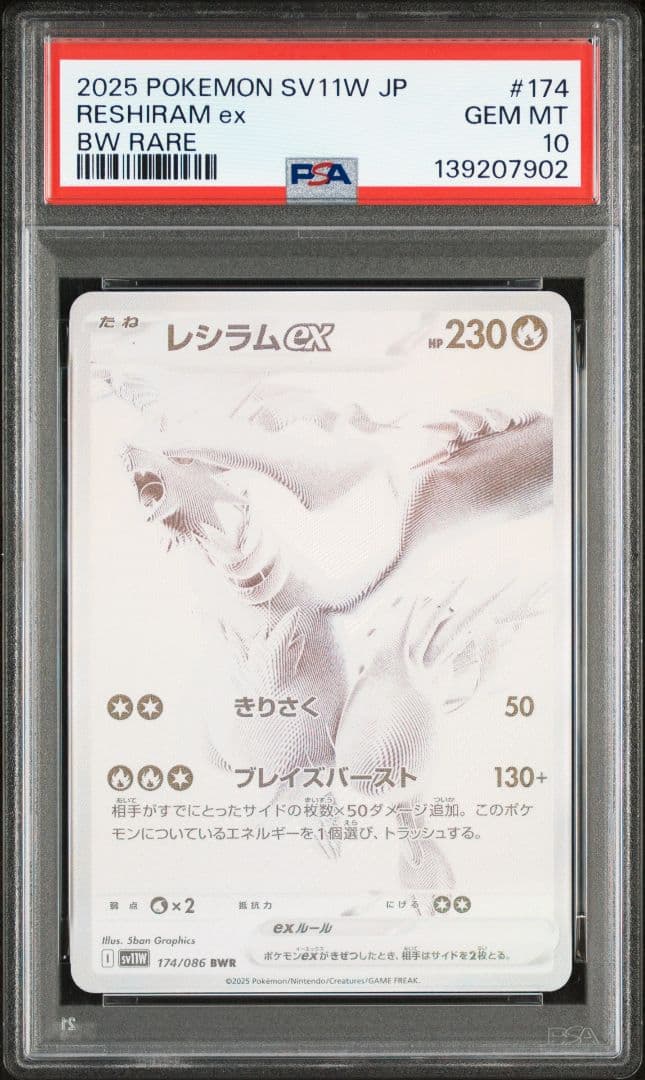 2025 POKEMON SV11W JP #174
RESHIRAM ex GEM MT
BW RARE 10
PSA 139207902
たね レシラムex HP230
きりさく 50
ブレイズバースト 130+
相手がすでにとったサイドの枚数×50ダメージ追加。このポケ
モンについているエネルギーを1個選び、トラッシュする。
弱点 ×2 抵抗力 にげる
exルール
ポケモンexがきぜつしたとき、相手はサイドを2枚とる。
Illus. 5ban Graphics
I sv11W 174/086 BWR
©2025 Pokémon/Nintendo/Creatures/GAME FREAK.
PSA